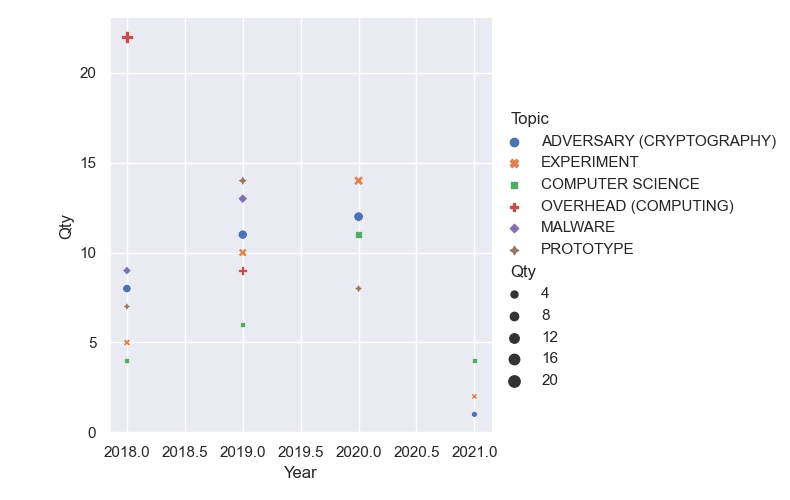 20
15
10
5
0
Qty
2018.0 2018.5 2019.0 2019.5 2020.0 2020.5 2021.0
Year
Topic
ADVERSARY (CRYPTOGRAPHY)
EXPERIMENT
COMPUTER SCIENCE
OVERHEAD (COMPUTING)
MALWARE
PROTOTYPE
Qty
4
8
12
16
20